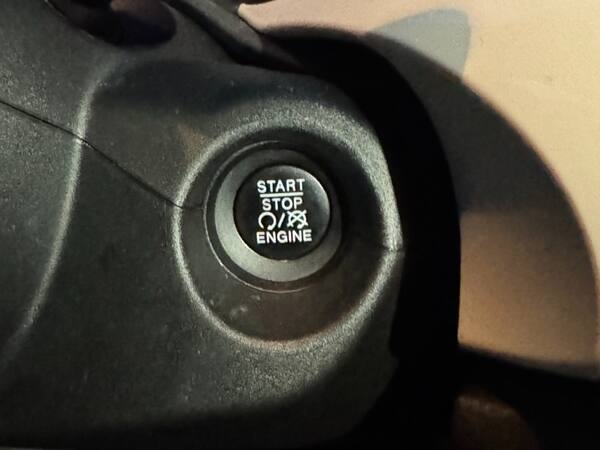 START
STOP
/
ENGINE